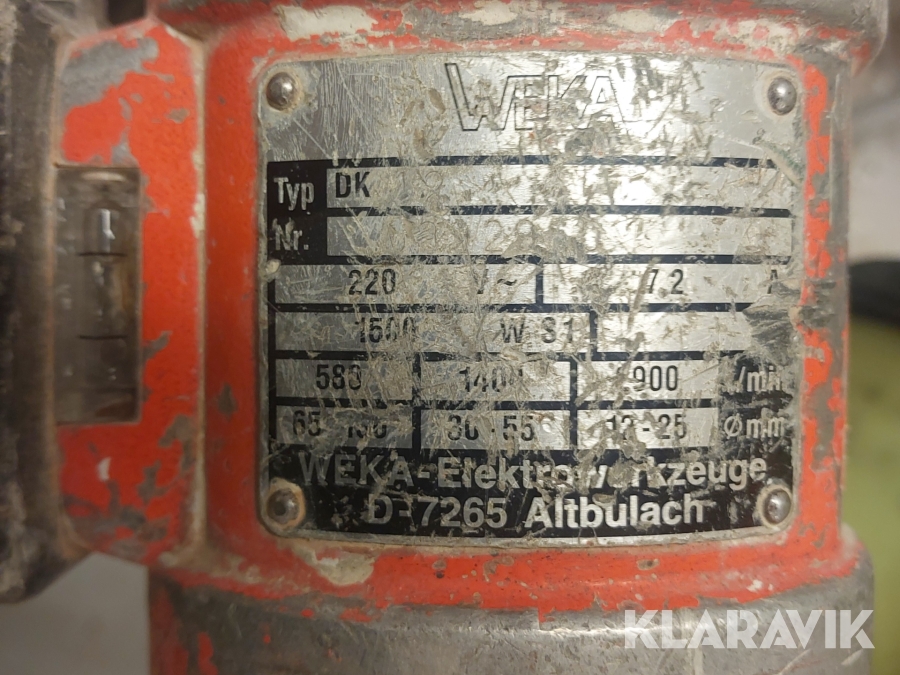 WEKA
Typ DK
Nr.
220 V~ 7.2 A
1500 W S1
580 1400 900 /min
65 30 55 12-25 Ømm
WEKA-Elektrowerkzeuge
D-7265 Altbulach
KLARAVIK